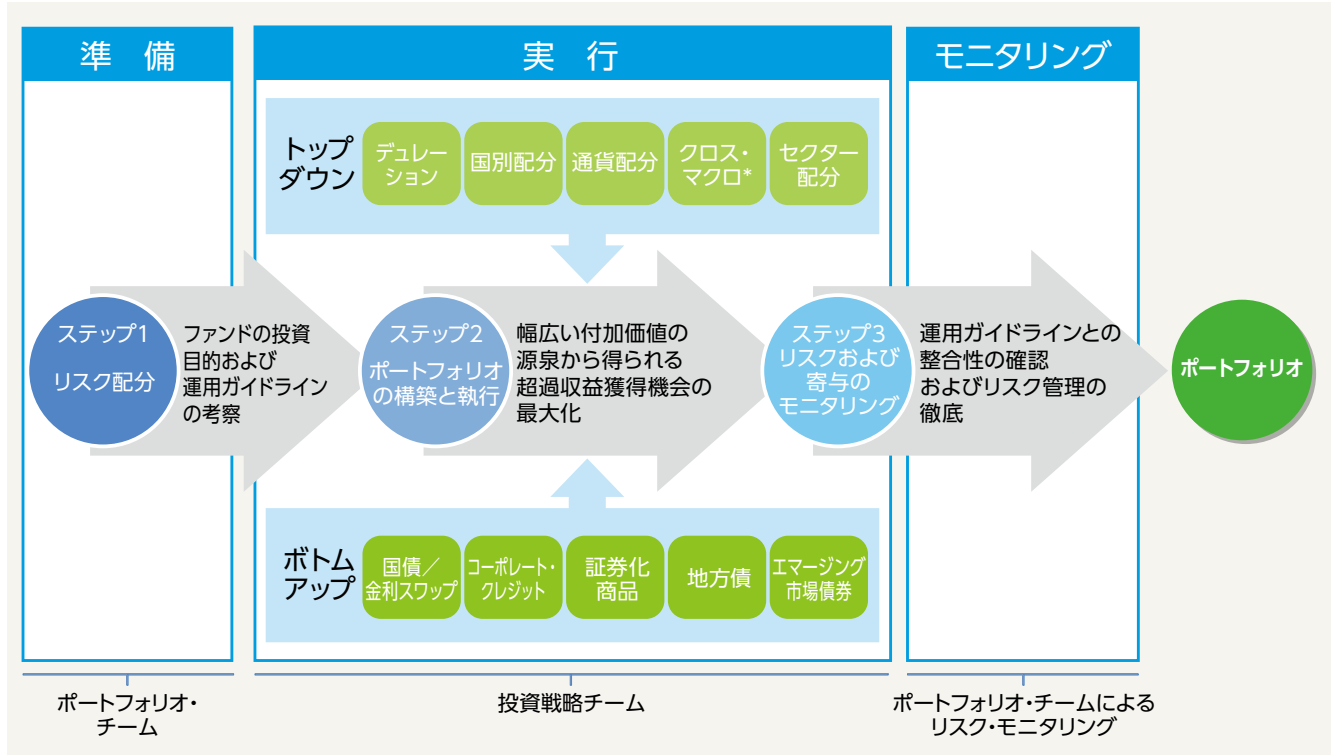 準 備
実 行
モニタリング
トップ
ダウン
デュレー
ション
国別配分
通貨配分
クロス・
マクロ*
セクター
配分
ステップ1
リスク配分
ファンドの投資
目的および
運用ガイドライン
の考察
ステップ2
ポートフォリオ
の構築と執行
幅広い付加価値の
源泉から得られる
超過収益獲得機会の
最大化
ステップ3
リスクおよび
寄与の
モニタリング
運用ガイドラインとの
整合性の確認
およびリスク管理の
徹底
ポートフォリオ
ボトム
アップ
国債／
金利スワップ
コーポレート・
クレジット
証券化
商品
地方債
エマージング
市場債券
ポートフォリオ・
チーム
投資戦略チーム
ポートフォリオ・チームによる
リスク・モニタリング